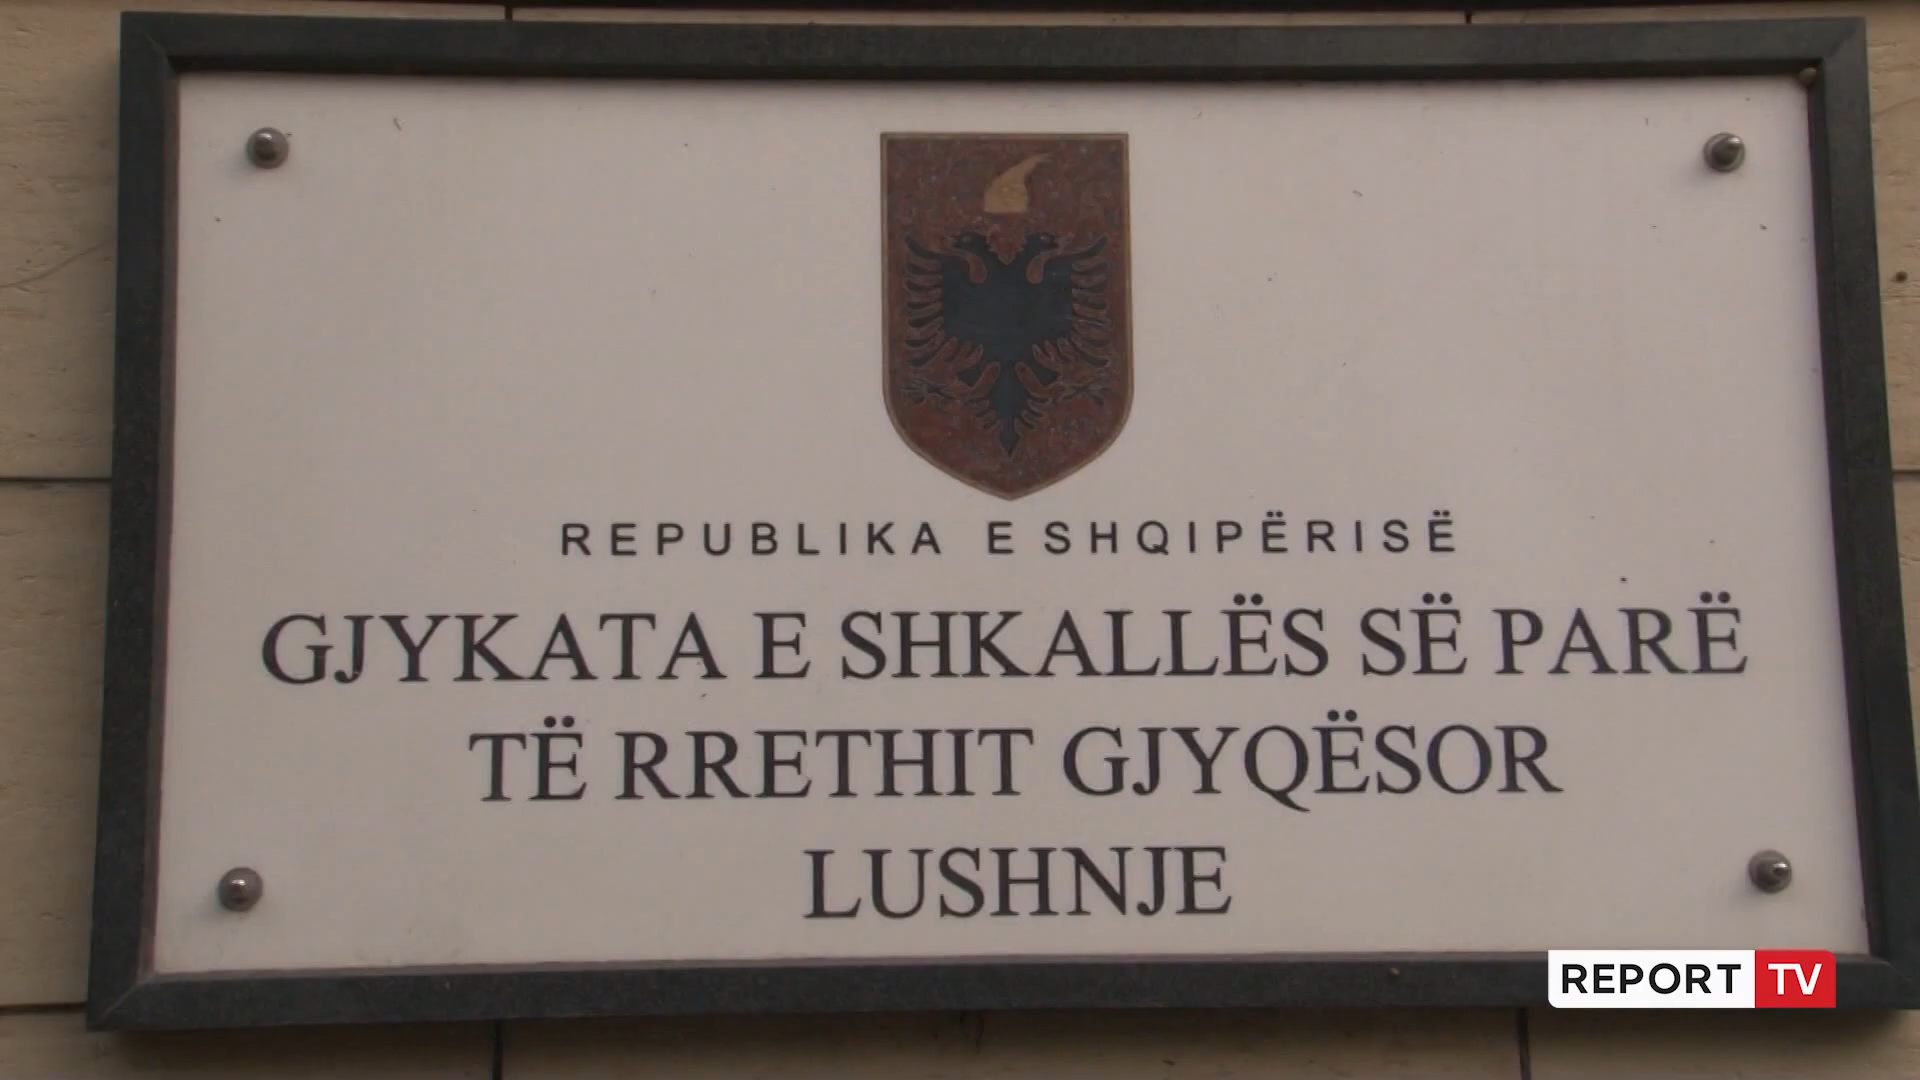 REPUBLIKA E SHQIPËRISË
GJYKATA E SHKALLËS SË PARË
TË RRETHIT GJYQËSOR
LUSHNJE
REPORT TV